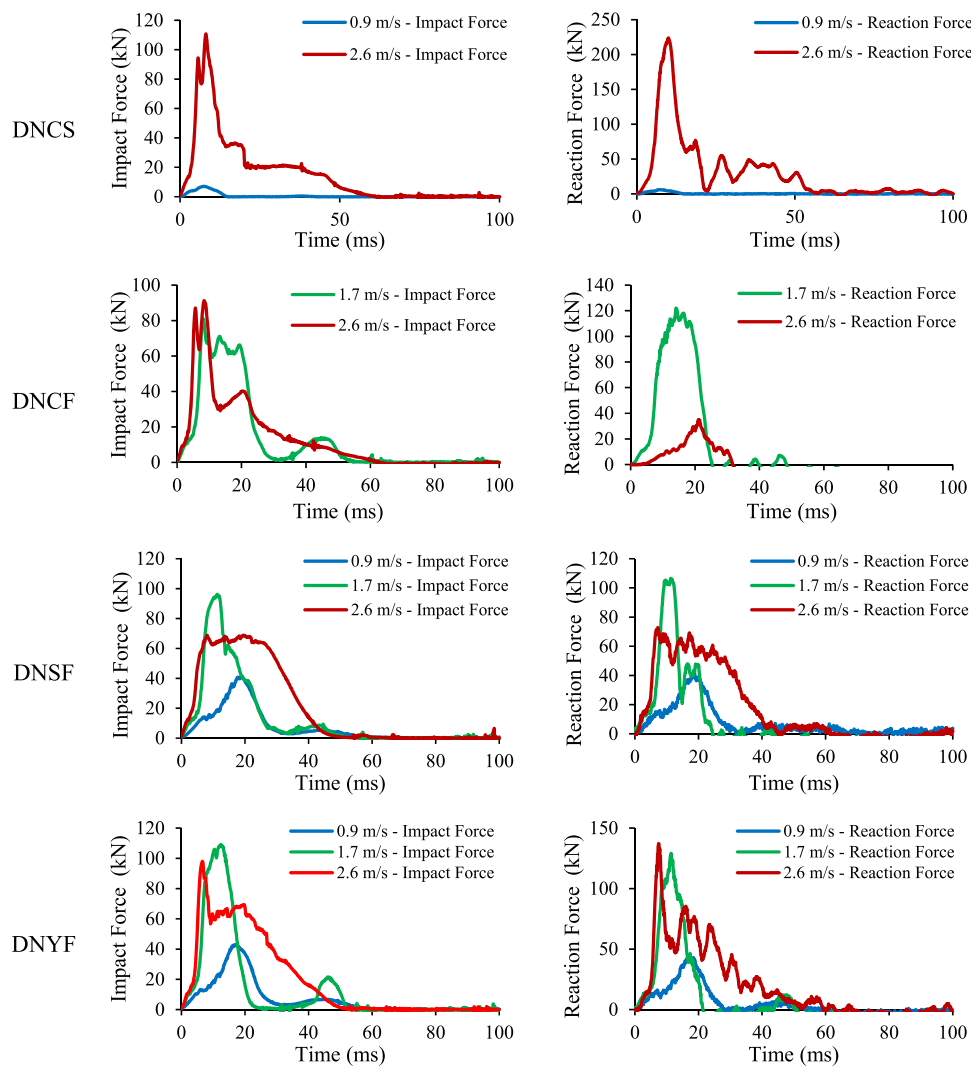 DNCS
Impact Force (kN)
120
100
80
60
40
20
0
0.9 m/s - Impact Force
2.6 m/s - Impact Force
0
50
100
Time (ms)
Reaction Force (kN)
250
200
150
100
50
0
0.9 m/s - Reaction Force
2.6 m/s - Reaction Force
0
50
100
Time (ms)
DNCF
Impact Force (kN)
100
80
60
40
20
0
1.7 m/s - Impact Force
2.6 m/s - Impact Force
0 20 40 60 80 100
Time (ms)
Reaction Force (kN)
140
120
100
80
60
40
20
0
1.7 m/s - Reaction Force
2.6 m/s - Reaction Force
0 20 40 60 80 100
Time (ms)
DNSF
Impact Force (kN)
120
100
80
60
40
20
0
0.9 m/s - Impact Force
1.7 m/s - Impact Force
2.6 m/s - Impact Force
0 20 40 60 80 100
Time (ms)
Reaction Force (kN)
120
100
80
60
40
20
0
0.9 m/s - Reaction Force
1.7 m/s - Reaction Force
2.6 m/s - Reaction Force
0 20 40 60 80 100
Time (ms)
DNYF
Impact Force (kN)
120
100
80
60
40
20
0
0.9 m/s - Impact Force
1.7 m/s - Impact Force
2.6 m/s - Impact Force
0 20 40 60 80 100
Time (ms)
Reaction Force (kN)
150
100
50
0
0.9 m/s - Reaction Force
1.7 m/s - Reaction Force
2.6 m/s - Reaction Force
0 20 40 60 80 100
Time (ms)